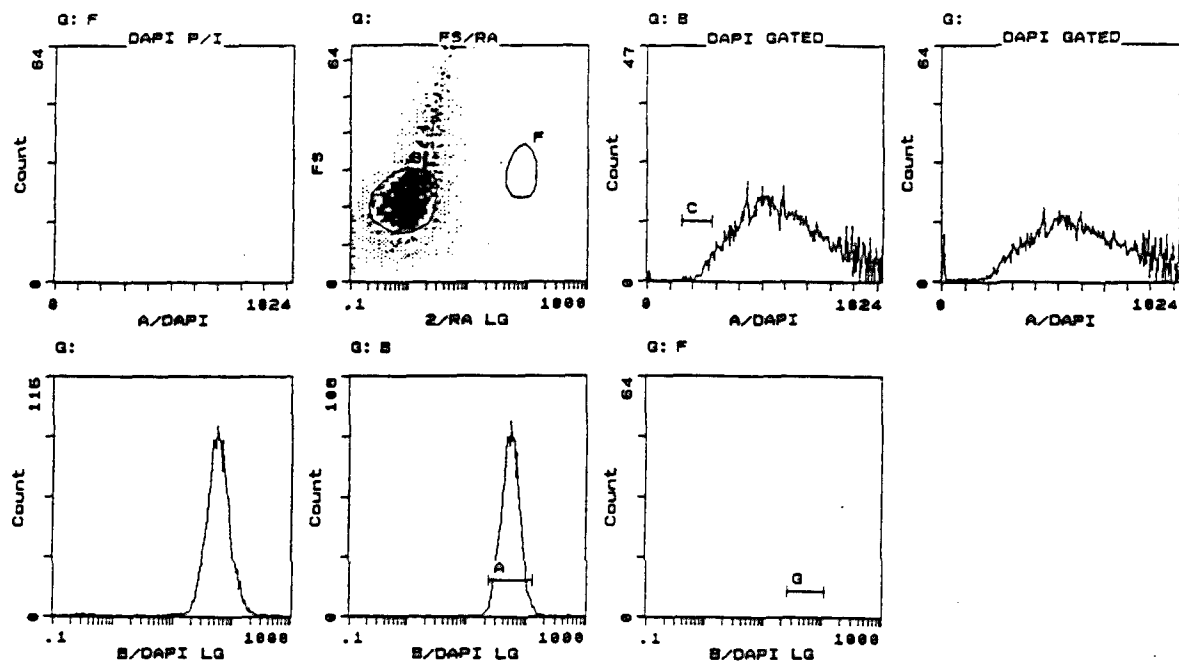 G: F
DAPI P/I
64
Count
0
0
1024
A/DAPI
G:
FS/RA
64
FS
0
B
F
.1
1000
2/RA LG
G: B
DAPI GATED
47
Count
0
C
0
1024
A/DAPI
G:
DAPI GATED
64
Count
0
0
1024
A/DAPI
G:
115
Count
0
.1
1000
B/DAPI LG
G: B
Count
0
A
.1
1000
B/DAPI LG
G: F
64
Count
0
G
.1
1000
B/DAPI LG